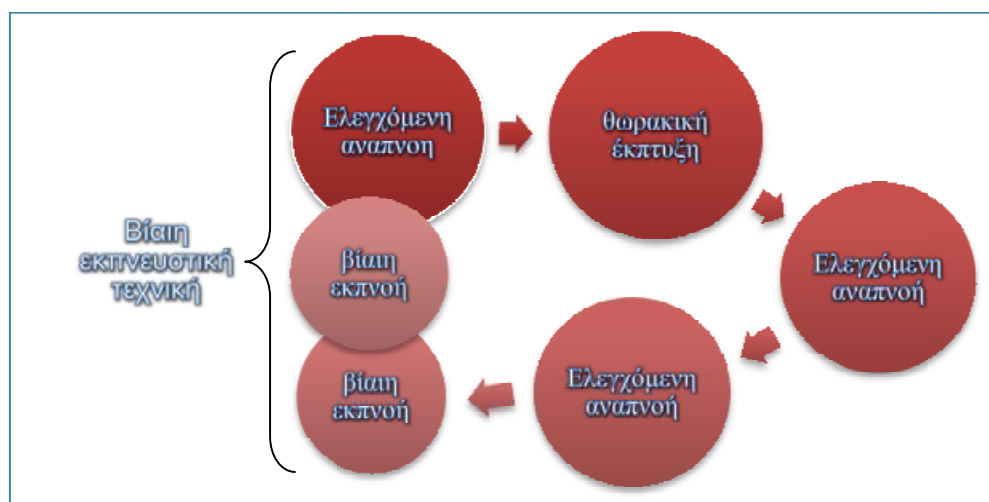 Βίαιη
εκπνευστική
τεχνική
Ελεγχόμενη
αναπνοη
θωρακική
έκπτυξη
Ελεγχόμενη
αναπνοή
Ελεγχόμενη
αναπνοή
βίαιη
εκπνοή
βίαιη
εκπνοή